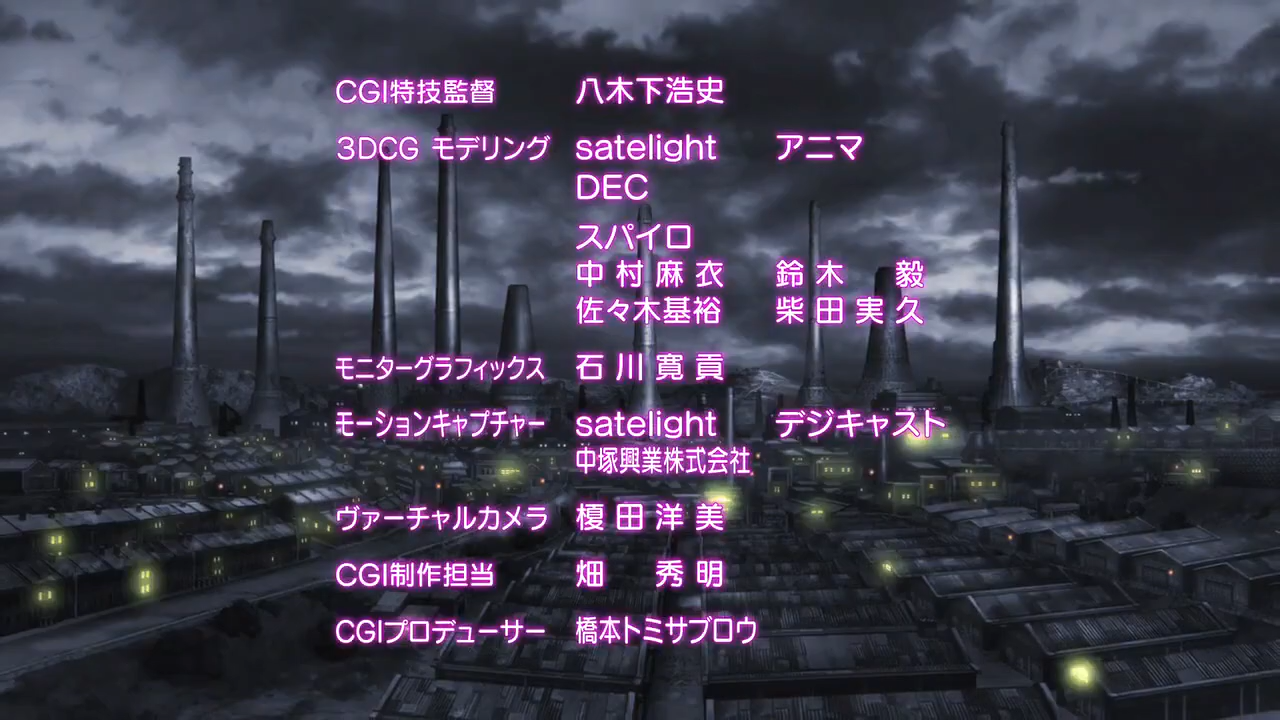 CGI特技監督 八木下浩史
3DCG モデリング satelight アニマ
DEC
スパイロ
中村麻衣 鈴木 毅
佐々木基裕 柴田実久
モニターグラフィックス 石川寛貢
モーションキャプチャー satelight デジキャスト
中塚興業株式会社
ヴァーチャルカメラ 榎田洋美
CGI制作担当 畑 秀明
CGIプロデューサー 橋本トミサブロウ